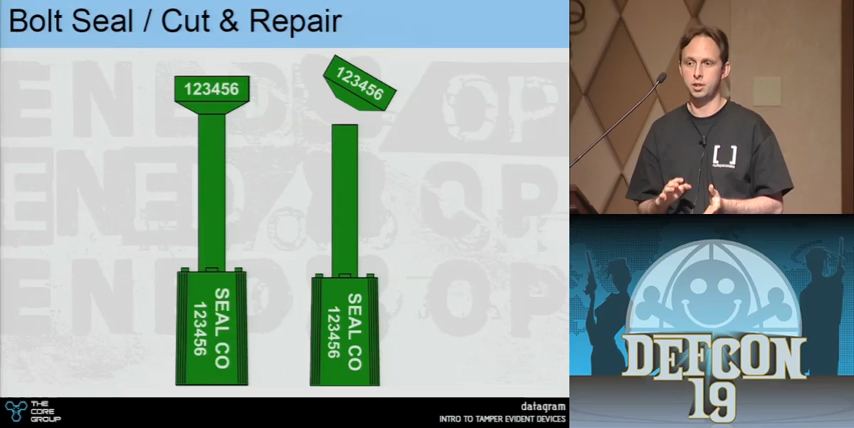 Bolt Seal / Cut & Repair
123456
123456
SEAL CO
123456
SEAL CO
123456
THE
CORE
GROUP
datagram
INTRO TO TAMPER EVIDENT DEVICES
[ ]
DEFCON
19